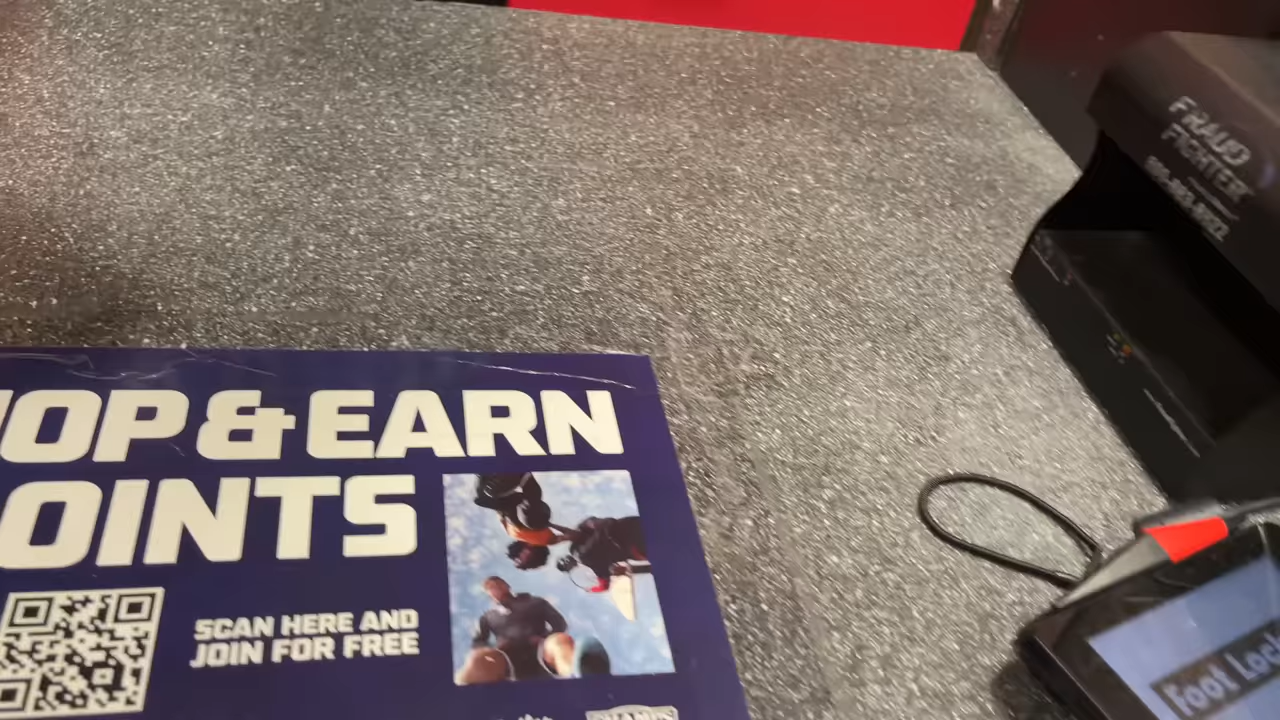 FRAUD
FIGHTER
OP & EARN
OINTS
SCAN HERE AND
JOIN FOR FREE
Foot Lock